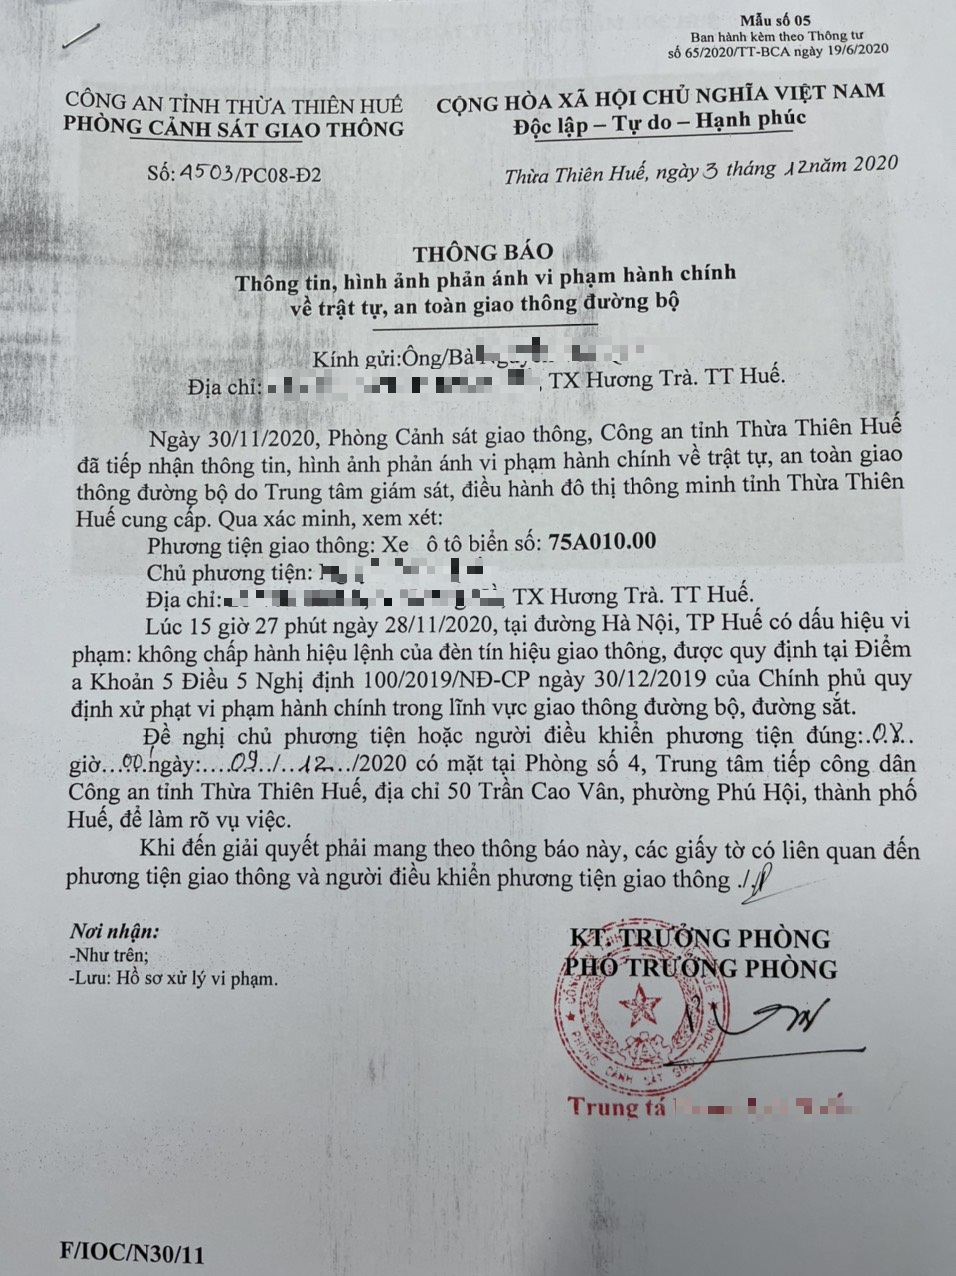 Mẫu số 05
Ban hành kèm theo Thông tư
số 65/2020/TT-BCA ngày 19/6/2020
CÔNG AN TỈNH THỪA THIÊN HUẾ
PHÒNG CẢNH SÁT GIAO THÔNG
Số: 1503/PC08-Đ2
CỘNG HÒA XÃ HỘI CHỦ NGHĨA VIỆT NAM
Độc lập – Tự do – Hạnh phúc
Thừa Thiên Huế, ngày 3 tháng 12 năm 2020
THÔNG BÁO
Thông tin, hình ảnh phản ánh vi phạm hành chính
về trật tự, an toàn giao thông đường bộ
Kính gửi:Ông/Bà
Địa chỉ: , TX Hương Trà. TT Huế.
Ngày 30/11/2020, Phòng Cảnh sát giao thông, Công an tỉnh Thừa Thiên Huế
đã tiếp nhận thông tin, hình ảnh phản ánh vi phạm hành chính về trật tự, an toàn giao
thông đường bộ do Trung tâm giám sát, điều hành đô thị thông minh tỉnh Thừa Thiên
Huế cung cấp. Qua xác minh, xem xét:
Phương tiện giao thông: Xe ô tô biển số: 75A010.00
Chủ phương tiện:
Địa chỉ: , TX Hương Trà. TT Huế.
Lúc 15 giờ 27 phút ngày 28/11/2020, tại đường Hà Nội, TP Huế có dấu hiệu vi
phạm: không chấp hành hiệu lệnh của đèn tín hiệu giao thông, được quy định tại Điểm
a Khoản 5 Điều 5 Nghị định 100/2019/NĐ-CP ngày 30/12/2019 của Chính phủ quy
định xử phạt vi phạm hành chính trong lĩnh vực giao thông đường bộ, đường sắt.
Đề nghị chủ phương tiện hoặc người điều khiển phương tiện đúng:.08..
giờ...00.ngày:....09../...12.../2020 có mặt tại Phòng số 4, Trung tâm tiếp công dân
Công an tỉnh Thừa Thiên Huế, địa chỉ 50 Trần Cao Vân, phường Phú Hội, thành phố
Huế, để làm rõ vụ việc.
Khi đến giải quyết phải mang theo thông báo này, các giấy tờ có liên quan đến
phương tiện giao thông và người điều khiển phương tiện giao thông ./.
Nơi nhận:
-Như trên;
-Lưu: Hồ sơ xử lý vi phạm.
KT. TRƯỞNG PHÒNG
PHÓ TRƯỞNG PHÒNG
PHÒNG CẢNH SÁT GIAO THÔNG
Trung tá
F/IOC/N30/11